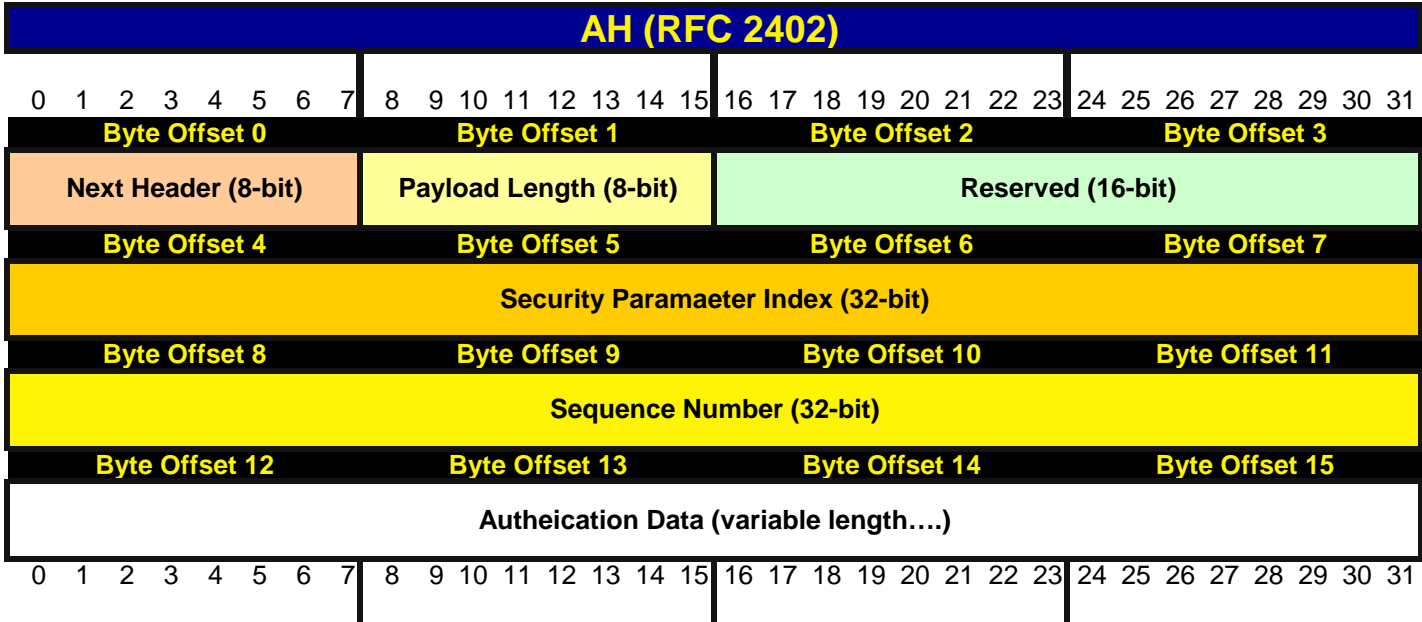 AH (RFC 2402)
0 1 2 3 4 5 6 7 8 9 10 11 12 13 14 15 16 17 18 19 20 21 22 23 24 25 26 27 28 29 30 31
Byte Offset 0 Byte Offset 1 Byte Offset 2 Byte Offset 3
Next Header (8-bit) Payload Length (8-bit) Reserved (16-bit)
Byte Offset 4 Byte Offset 5 Byte Offset 6 Byte Offset 7
Security Paramaeter Index (32-bit)
Byte Offset 8 Byte Offset 9 Byte Offset 10 Byte Offset 11
Sequence Number (32-bit)
Byte Offset 12 Byte Offset 13 Byte Offset 14 Byte Offset 15
Autheication Data (variable length….)
0 1 2 3 4 5 6 7 8 9 10 11 12 13 14 15 16 17 18 19 20 21 22 23 24 25 26 27 28 29 30 31